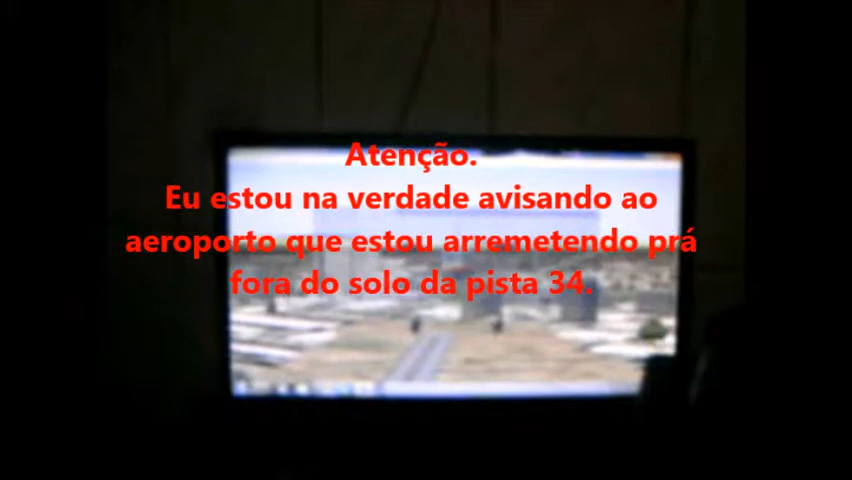 Atenção.
Eu estou na verdade avisando ao
aeroporto que estou arremetendo prá
fora do solo da pista 34.